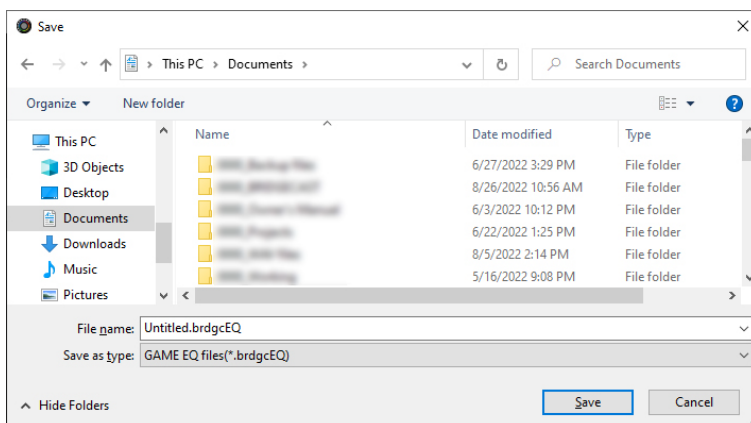 Save
This PC > Documents >
Search Documents
Organize
New folder
Name
Date modified
Type
This PC
3D Objects
Desktop
Documents
Downloads
Music
Pictures
6/27/2022 3:29 PM
File folder
8/26/2022 10:56 AM
File folder
6/3/2022 10:12 PM
File folder
6/22/2022 1:25 PM
File folder
8/5/2022 2:14 PM
File folder
5/16/2022 9:08 PM
File folder
File name: Untitled.brdgcEQ
Save as type: GAME EQ files(*.brdgcEQ)
Hide Folders
Save
Cancel